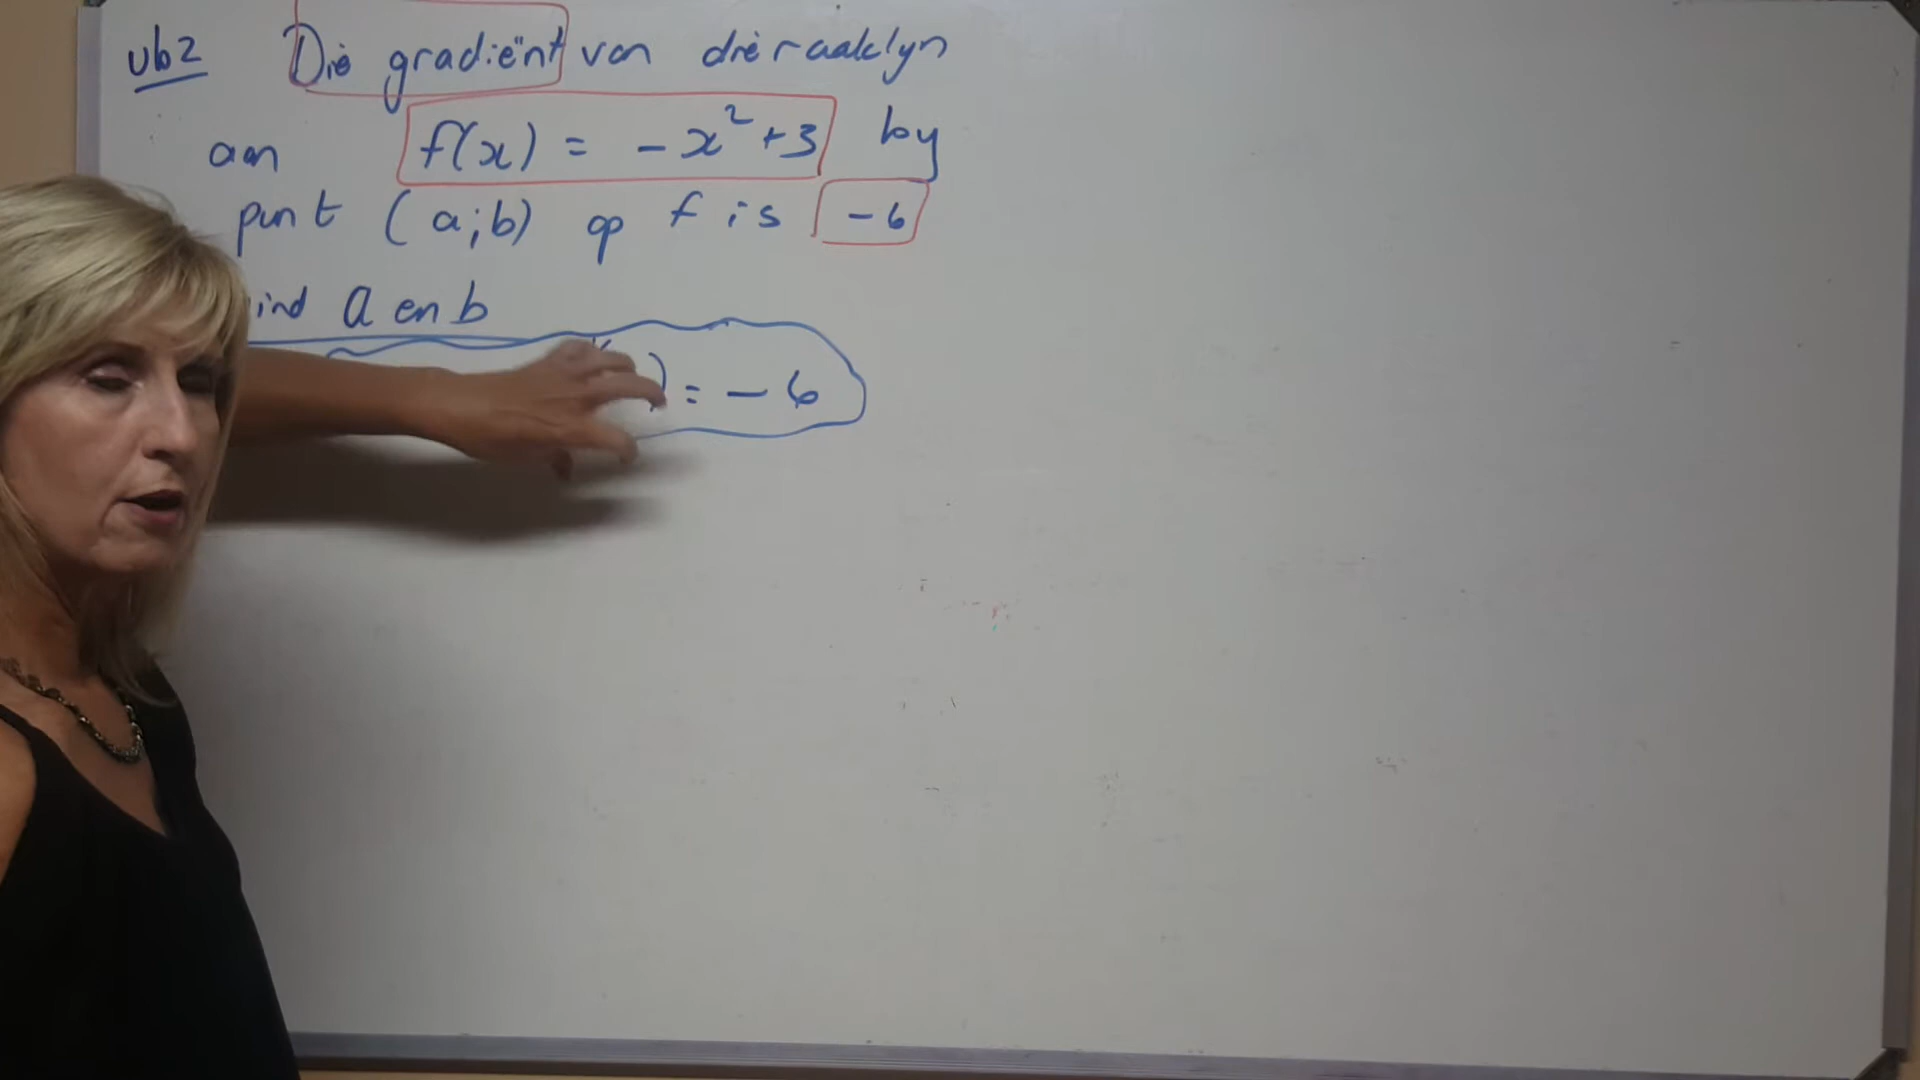 vb2 Die gradiënt van die raaklyn
aan f(x) = -x² + 3 by
punt (a;b) op f is -6
ind a en b
) = -6